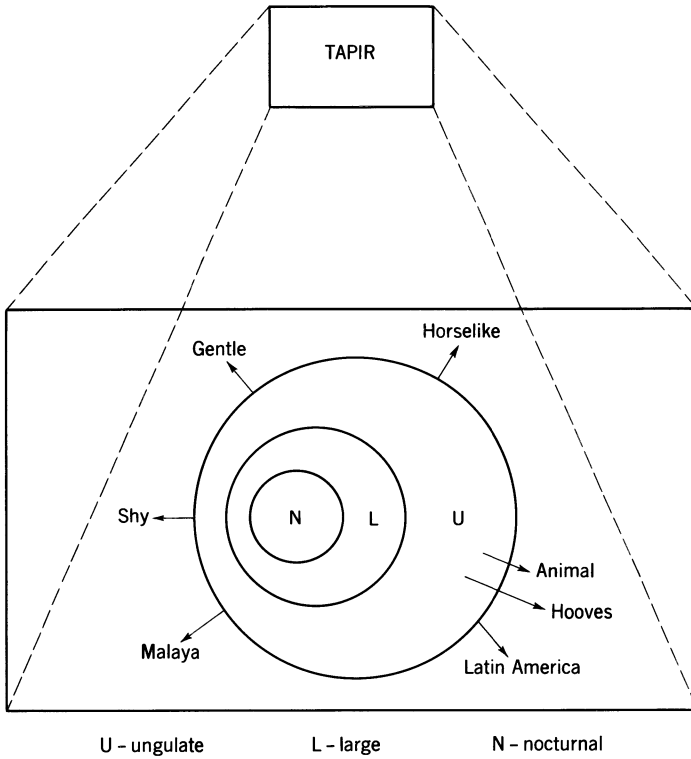 TAPIR
Horselike
Gentle
Shy
N
L
U
Animal
Hooves
Malaya
Latin America
U – ungulate L – large N – nocturnal